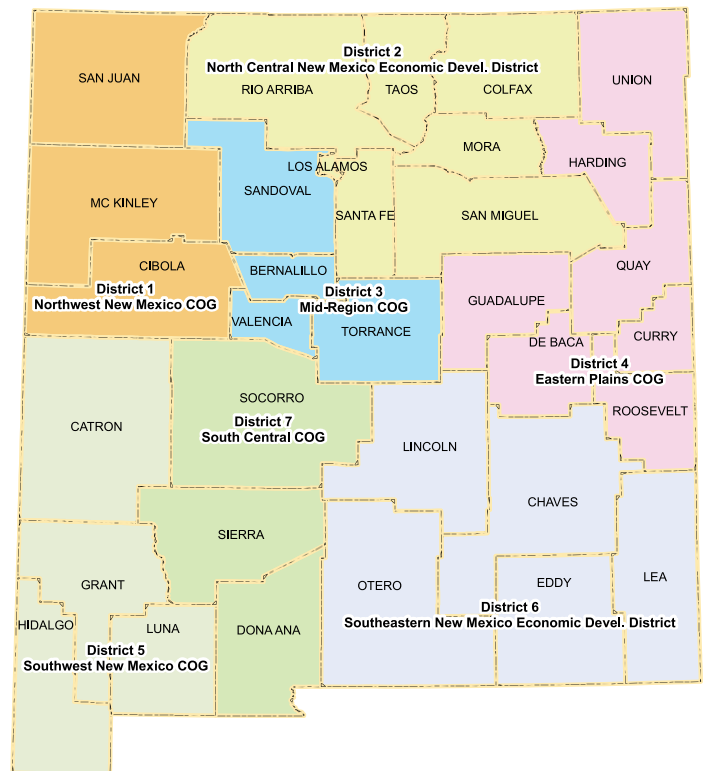 District 2
North Central New Mexico Economic Devel. District
SAN JUAN
UNION
RIO ARRIBA
TAOS
COLFAX
MORA
HARDING
LOS ALAMOS
SANDOVAL
MC KINLEY
SANTA FE
SAN MIGUEL
CIBOLA
BERNALILLO
QUAY
District 1
Northwest New Mexico COG
District 3
Mid-Region COG
GUADALUPE
VALENCIA
TORRANCE
DE BACA
CURRY
District 4
Eastern Plains COG
SOCORRO
ROOSEVELT
CATRON
District 7
South Central COG
LINCOLN
CHAVES
SIERRA
GRANT
OTERO
EDDY
LEA
District 6
Southeastern New Mexico Economic Devel. District
HIDALGO
LUNA
DONA ANA
District 5
Southwest New Mexico COG